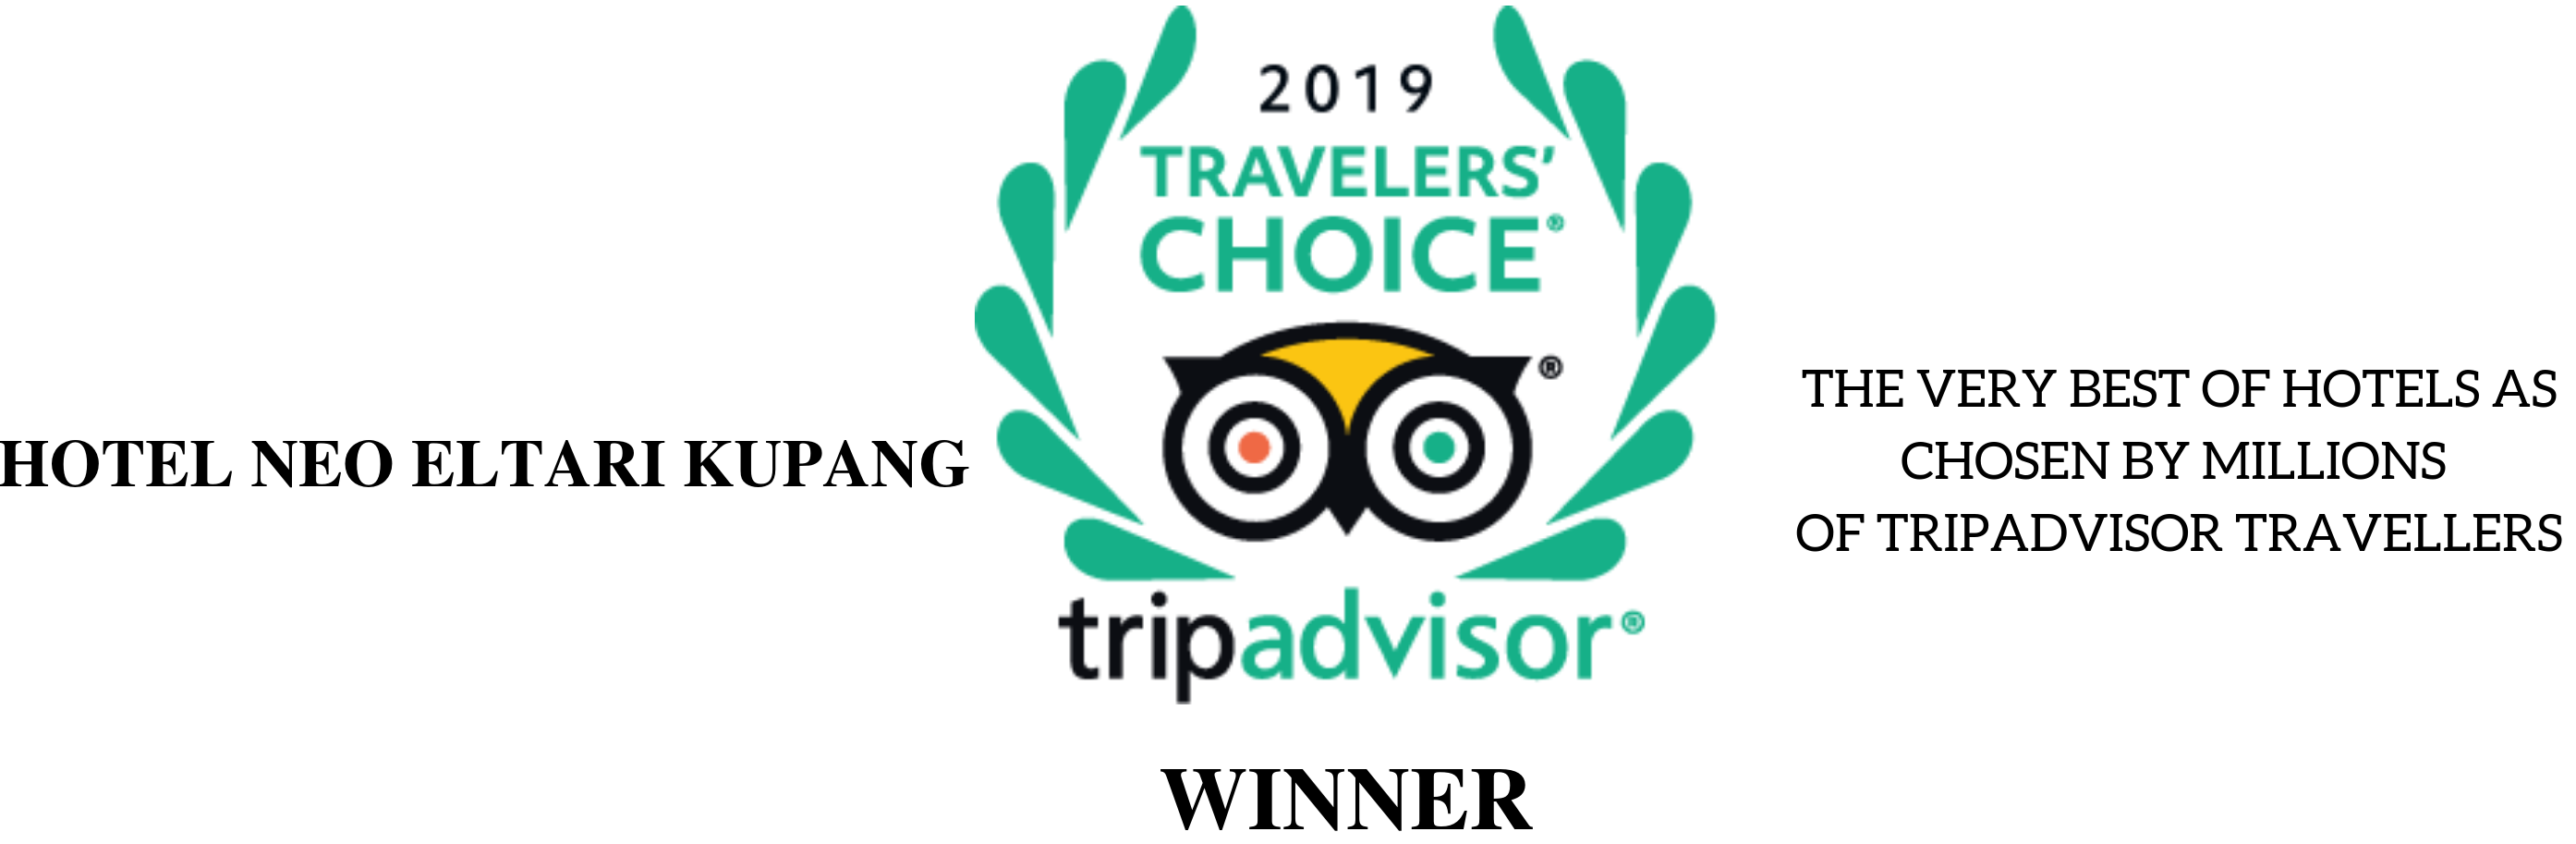 HOTEL NEO ELTARI KUPANG
2019
TRAVELERS’
CHOICE®
®
tripadvisor®
WINNER
THE VERY BEST OF HOTELS AS
CHOSEN BY MILLIONS
OF TRIPADVISOR TRAVELLERS